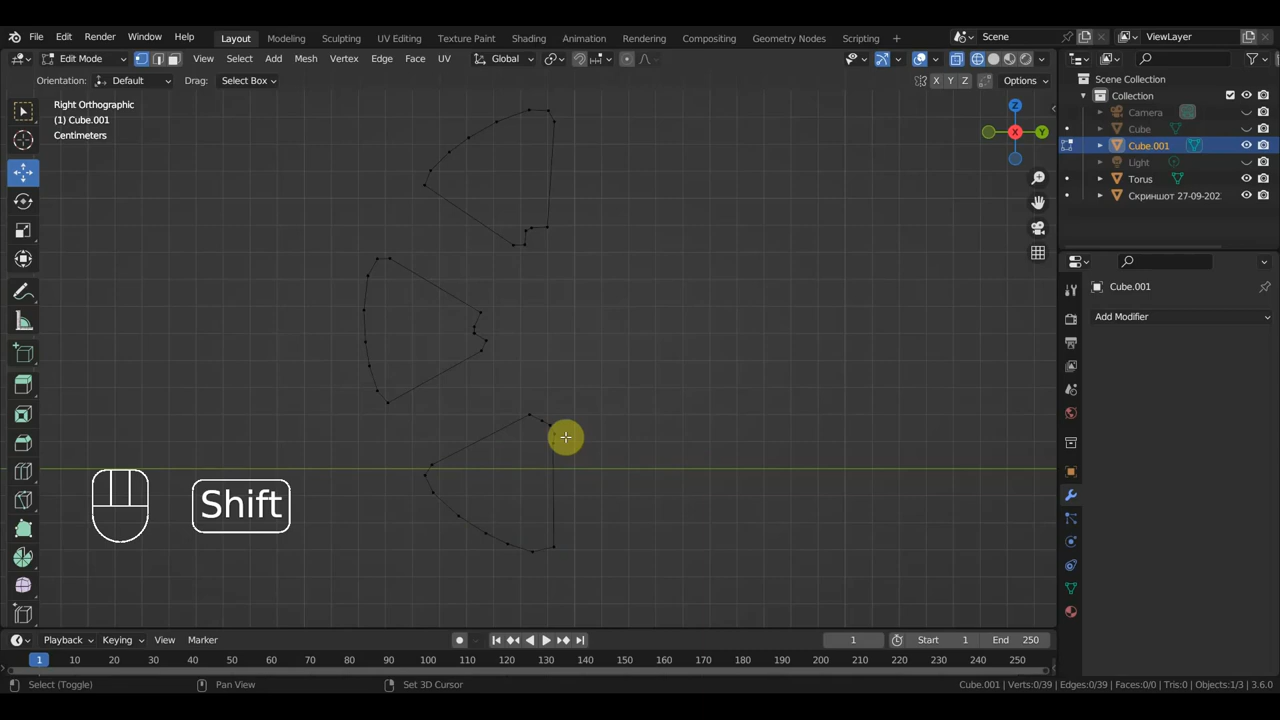 File Edit Render Window Help Layout Modeling Sculpting UV Editing Texture Paint Shading Animation Rendering Compositing Geometry Nodes Scripting + Scene ViewLayer
Edit Mode View Select Add Mesh Vertex Edge Face UV Global
Orientation: Default Drag: Select Box X Y Z Options
Right Orthographic
(1) Cube.001
Centimeters
Z
X
Y
Scene Collection
Collection
Camera
Cube
Cube.001
Light
Torus
Скриншот 27-09-202
Cube.001
Add Modifier
Shift
Playback Keying View Marker 1 Start 1 End 250
1 10 20 30 40 50 60 70 80 90 100 110 120 130 140 150 160 170 180 190 200 210 220 230 240 250
Select (Toggle) Pan View Set 3D Cursor Cube.001 | Verts:0/39 | Edges:0/39 | Faces:0/0 | Tris:0 | Objects:1/3 | 3.6.0